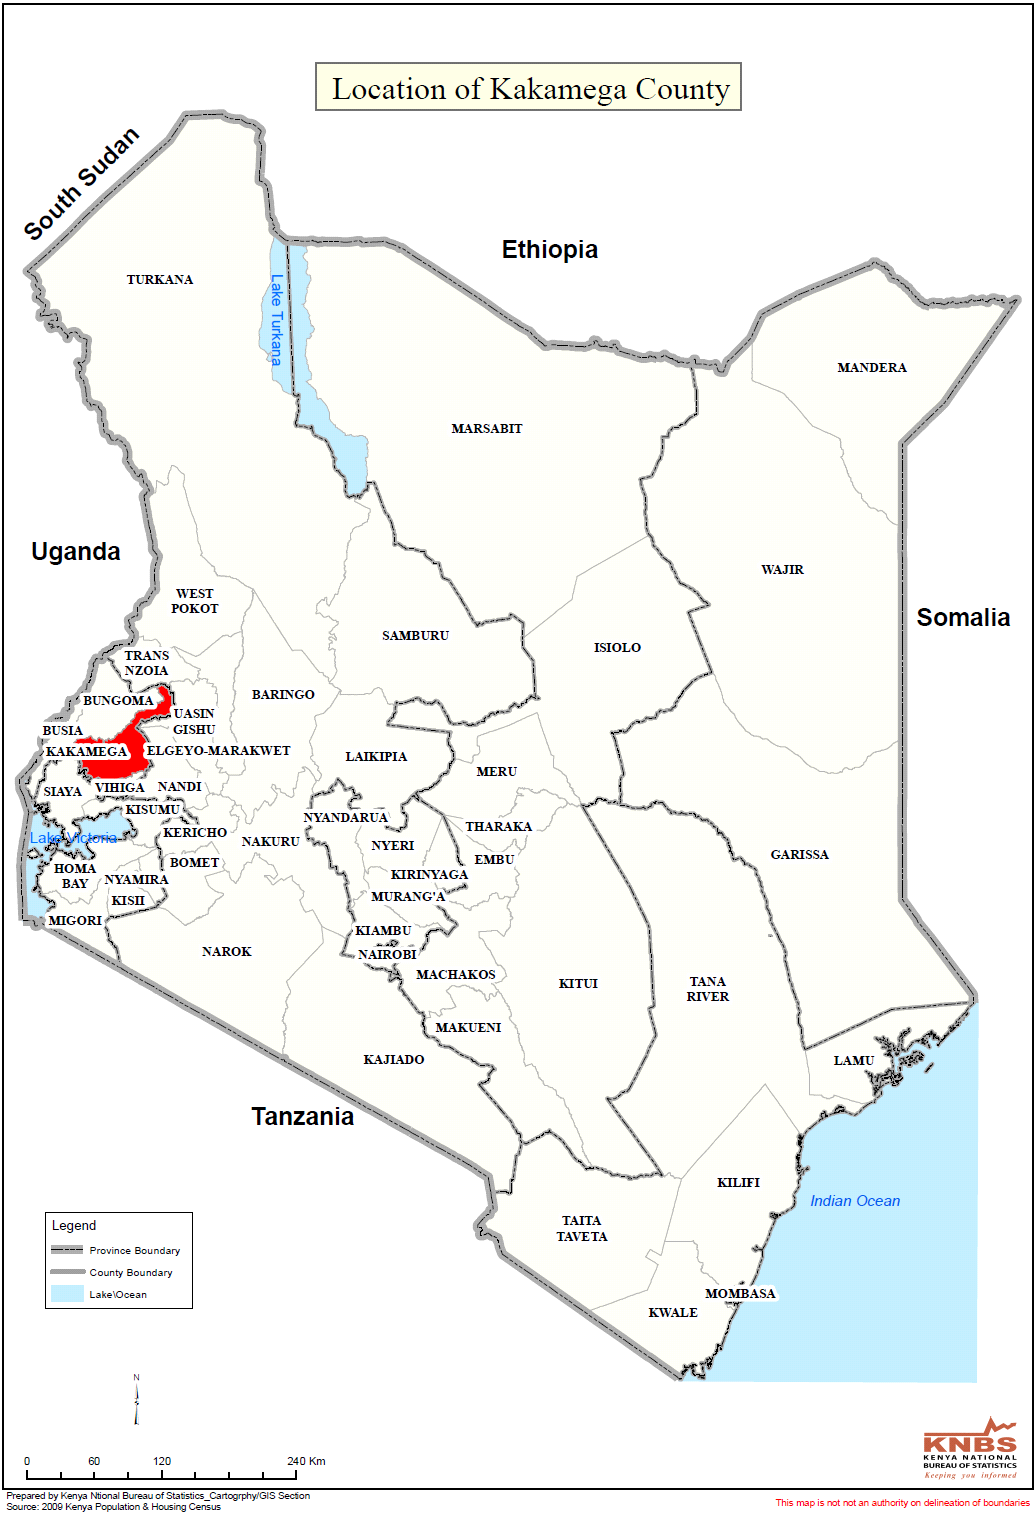 Location of Kakamega County
South Sudan
Ethiopia
TURKANA
Lake Turkana
MANDERA
MARSABIT
Uganda
WAJIR
WEST
POKOT
Somalia
SAMBURU
ISIOLO
TRANS
NZOIA
BUNGOMA
BARINGO
UASIN
GISHU
BUSIA
KAKAMEGA
ELGEYO-MARAKWET
LAIKIPIA
MERU
SIAYA
VIHIGA
NANDI
KISUMU
NYANDARUA
THARAKA
Lake Victoria
KERICHO
NAKURU
NYERI
GARISSA
HOMA
BAY
BOMET
EMBU
NYAMIRA
KIRINYAGA
KISII
MURANG'A
MIGORI
KIAMBU
NAROK
NAIROBI
MACHAKOS
KITUI
TANA
RIVER
MAKUENI
KAJIADO
LAMU
Tanzania
KILIFI
Indian Ocean
TAITA
TAVETA
MOMBASA
KWALE
Legend
Province Boundary
County Boundary
Lake\Ocean
N
0 60 120 240 Km
KNBS
KENYA NATIONAL
BUREAU OF STATISTICS
Keeping you informed
Prepared by Kenya Ntional Bureau of Statistics_Cartogrphy/GIS Section
Source: 2009 Kenya Population & Housing Census
This map is not not an authority on delineation of boundaries